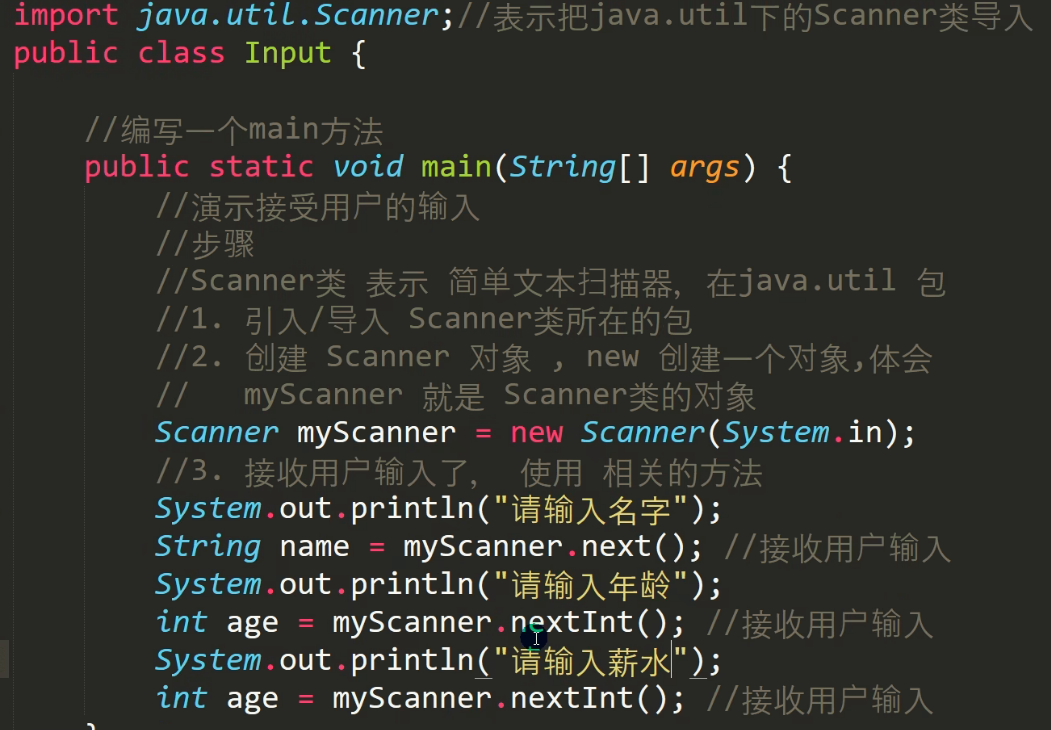 import java.util.Scanner;//表示把java.util下的Scanner类导入
public class Input {
//编写一个main方法
public static void main(String[] args) {
//演示接受用户的输入
//步骤
//Scanner类 表示 简单文本扫描器，在java.util 包
//1. 引入/导入 Scanner类所在的包
//2. 创建 Scanner 对象 , new 创建一个对象,体会
//   myScanner 就是 Scanner类的对象
Scanner myScanner = new Scanner(System.in);
//3. 接收用户输入了， 使用 相关的方法
System.out.println("请输入名字");
String name = myScanner.next(); //接收用户输入
System.out.println("请输入年龄");
int age = myScanner.nextInt(); //接收用户输入
System.out.println("请输入薪水");
int age = myScanner.nextInt(); //接收用户输入
}